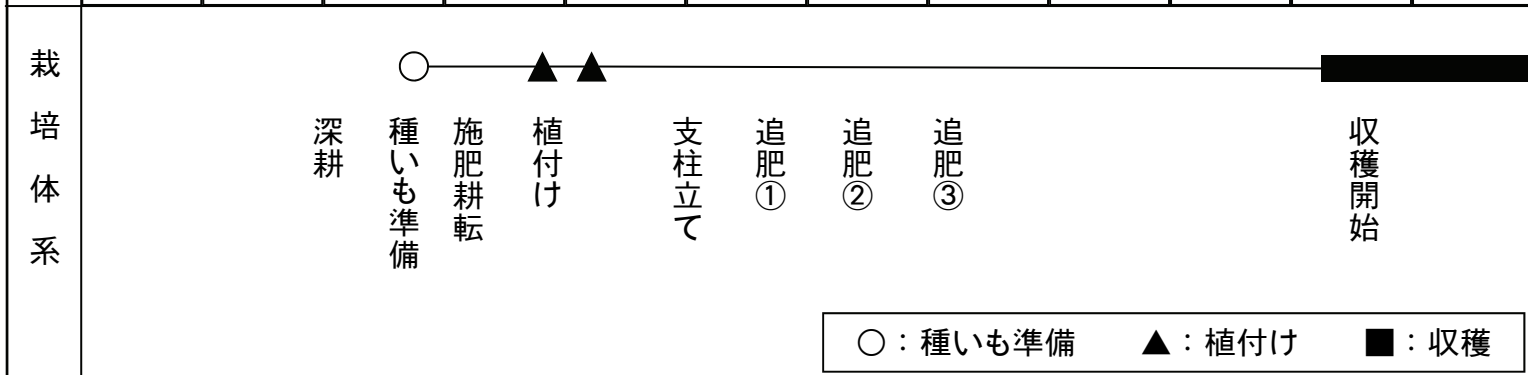 栽培体系
深耕
種いも準備
施肥耕転
植付け
支柱立て
追肥①
追肥②
追肥③
収穫開始
○：種いも準備 ▲：植付け ■：収穫